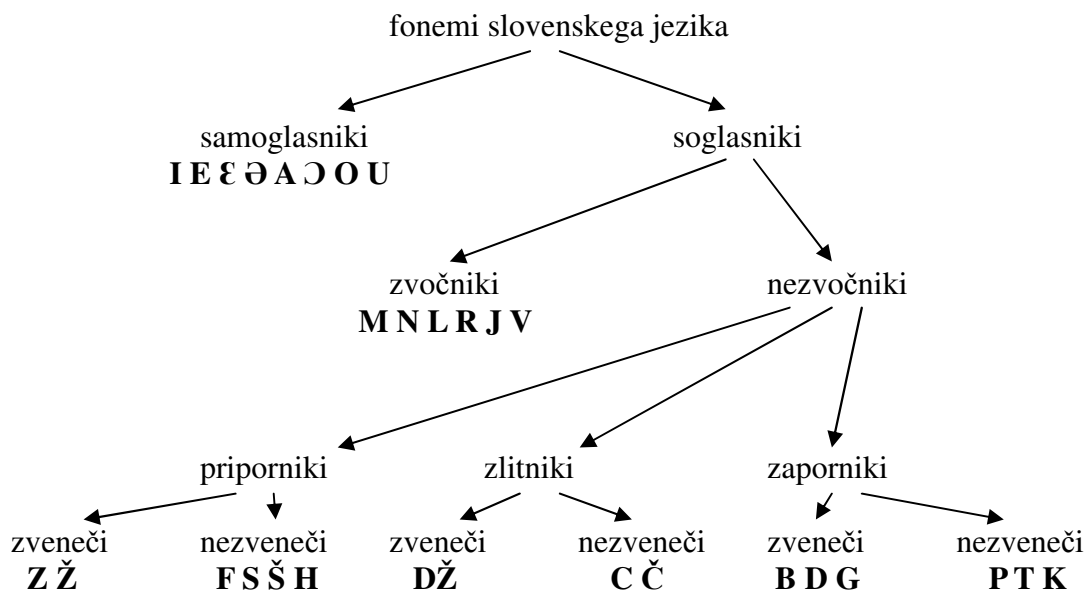 fonemi slovenskega jezika
samoglasniki
I E Ɛ Ə A Ɔ O U
soglasniki
zvočniki
M N L R J V
nezvočniki
priporniki
zlitniki
zaporniki
zveneči
Z Ž
nezveneči
F S Š H
zveneči
DŽ
nezveneči
C Č
zveneči
B D G
nezveneči
P T K